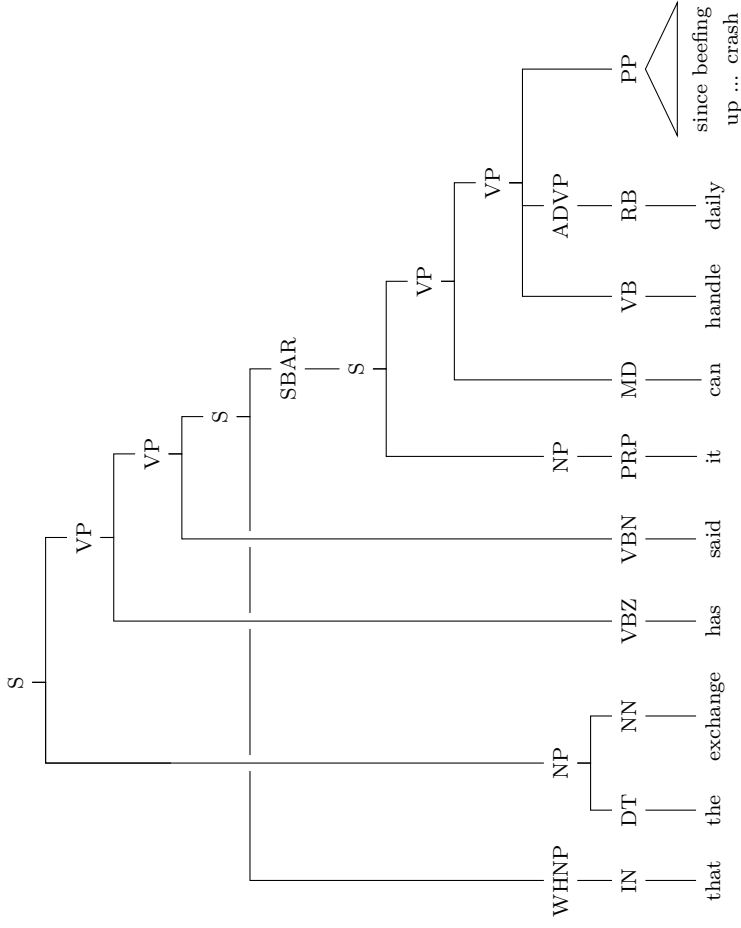 S
VP
VP
S
SBAR
S
VP
VP
WHNP NP NP ADVP
IN DT NN VBZ VBN PRP MD VB RB PP
that the exchange has said it can handle daily since beefing
up ... crash